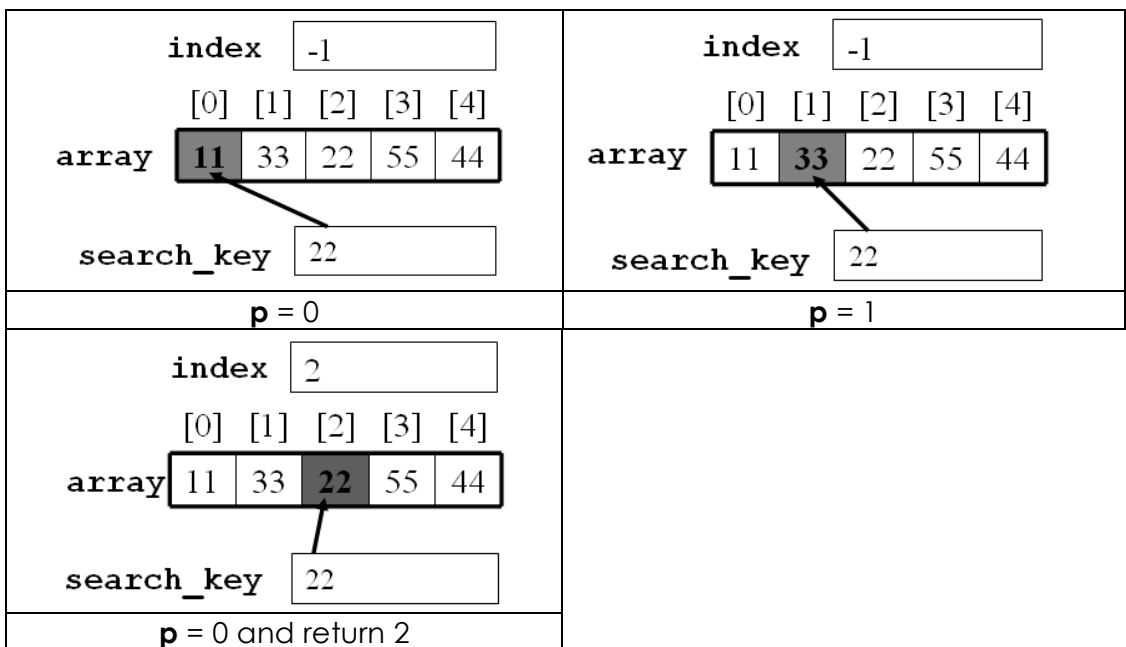 index -1
[0] [1] [2] [3] [4]
array 11 33 22 55 44
search_key 22
p = 0
index -1
[0] [1] [2] [3] [4]
array 11 33 22 55 44
search_key 22
p = 1
index 2
[0] [1] [2] [3] [4]
array 11 33 22 55 44
search_key 22
p = 0 and return 2